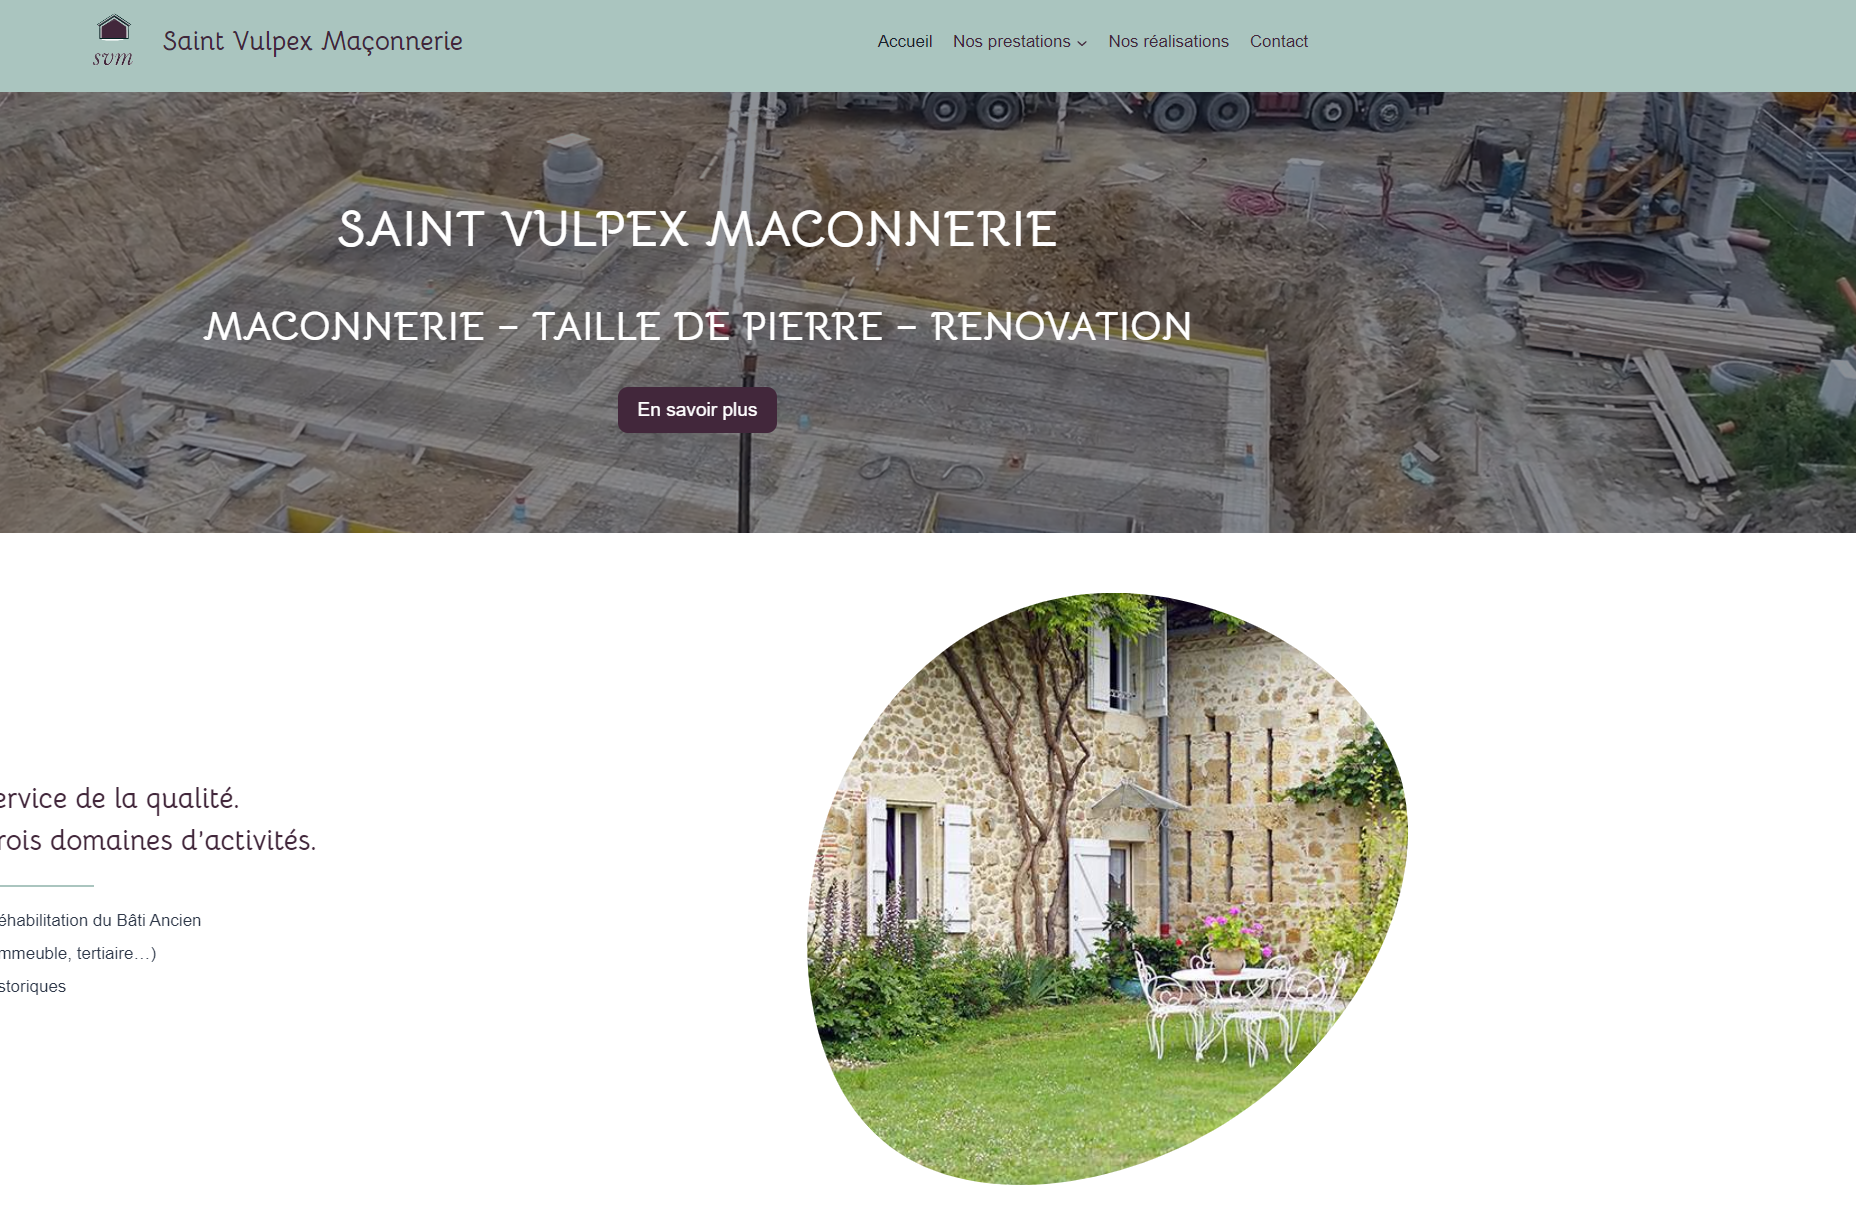 svm
Saint Vulpex Maçonnerie
Accueil Nos prestations Nos réalisations Contact
SAINT VULPEX MACONNERIE
MACONNERIE – TAILLE DE PIERRE – RENOVATION
En savoir plus
ervice de la qualité.
rois domaines d'activités.
éhabilitation du Bâti Ancien
mmeuble, tertiaire…)
storiques